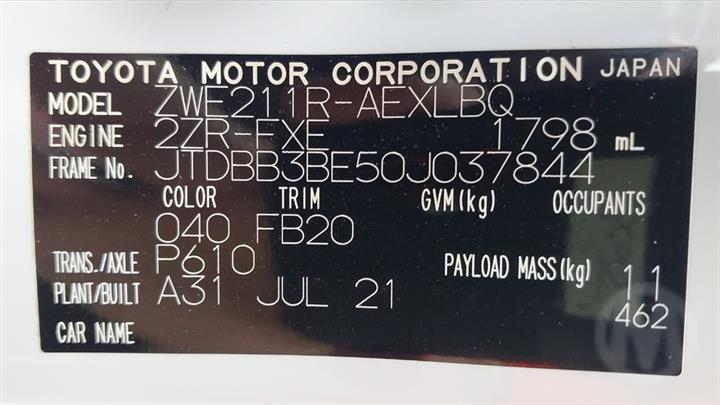 TOYOTA MOTOR CORPORATION JAPAN
MODEL ZWE211R-AEXLBQ
ENGINE 2ZR-FXE 1798 mL
FRAME No. JTDBB3BE50J037844
COLOR TRIM GVM(kg) OCCUPANTS
040 FB20
TRANS./AXLE P610 PAYLOAD MASS(kg) 11
PLANT/BUILT A31 JUL 21 462
CAR NAME